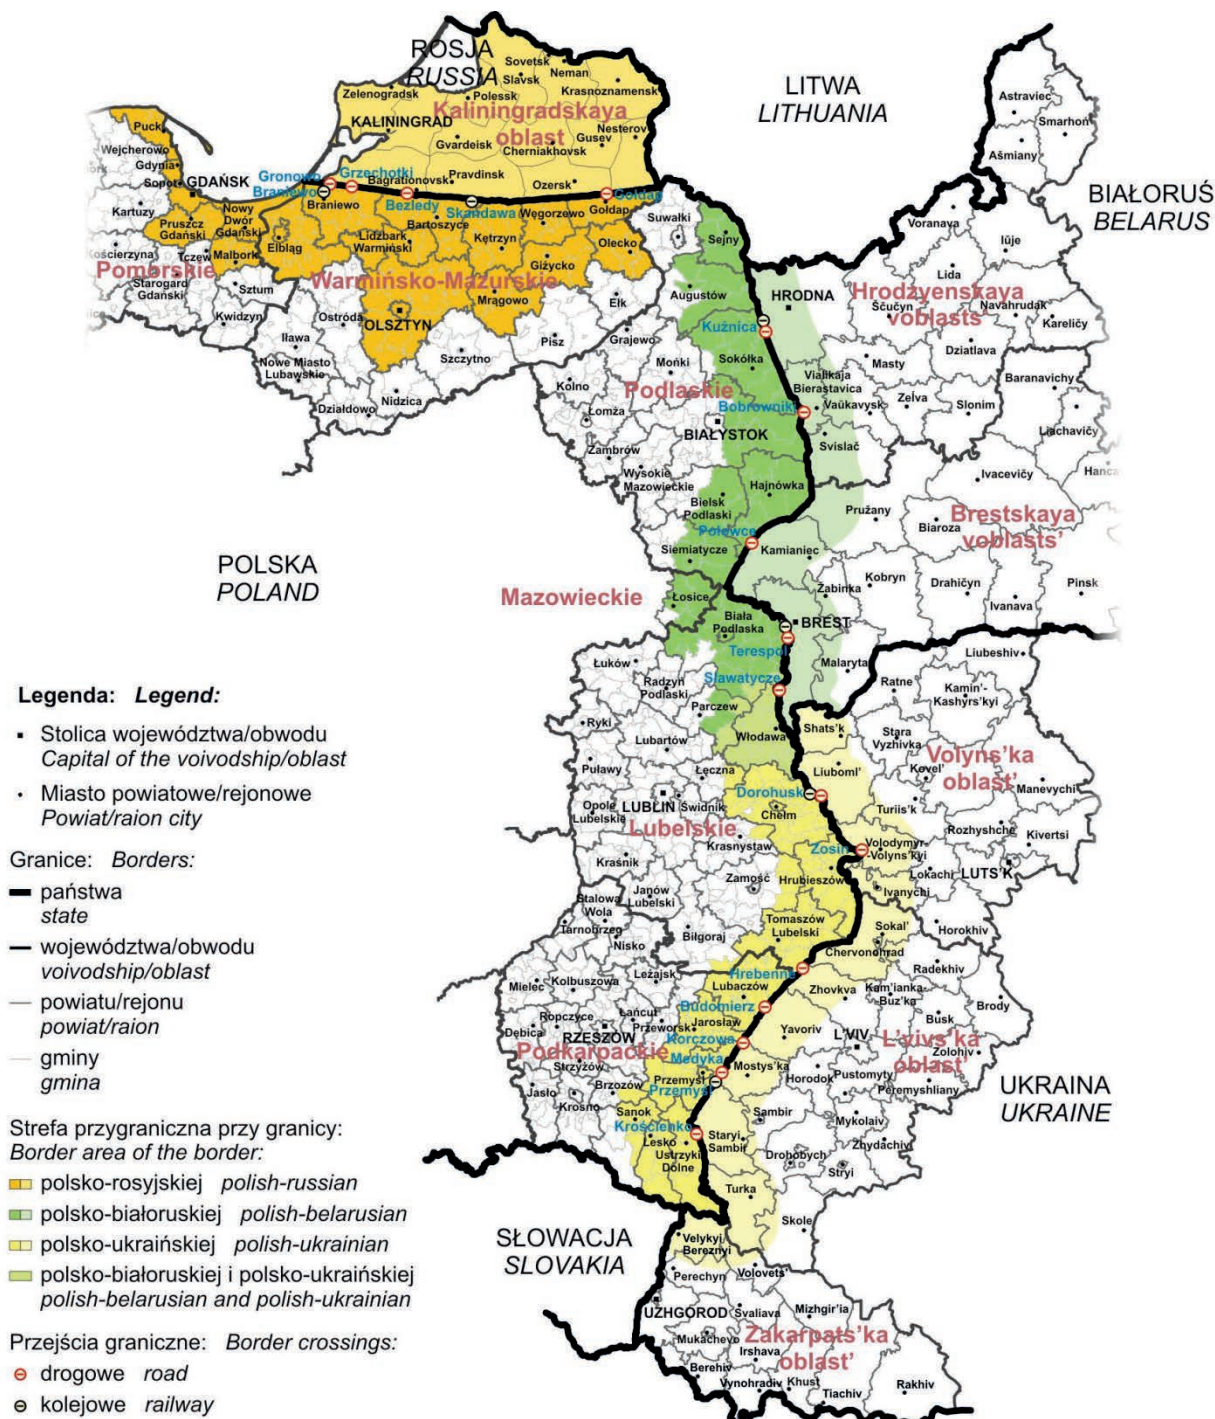 ROSJA
RUSSIA
LITWA
LITHUANIA
BIAŁORUŚ
BELARUS
POLSKA
POLAND
SŁOWACJA
SLOVAKIA
UKRAINA
UKRAINE
Kaliningradskaya
oblast
Sovetsk
Neman
Slavsk
Krasnoznamensk
Zelenogradsk
Polessk
KALININGRAD
Nesterov
Gusev
Gvardeisk
Cherniakhovsk
Pravdinsk
Bagrationovsk
Ozersk
Gronowo
Grzechotki
Braniewo
Bezledy
Skandawa
Gołdap
Pomorskie
Puck
Wejcherowo
Gdynia
Sopot
GDAŃSK
Kartuzy
Pruszcz
Gdański
Nowy
Dwór
Gdański
Kościerzyna
Tczew
Malbork
Starogard
Gdański
Sztum
Kwidzyn
Warmińsko-Mazurskie
Braniewo
Elbląg
Lidzbark
Warmiński
Bartoszyce
Kętrzyn
Węgorzewo
Gołdap
Olecko
Giżycko
Mrągowo
Ełk
Ostróda
OLSZTYN
Pisz
Szczytno
Iława
Nowe Miasto
Lubawskie
Działdowo
Nidzica
Podlaskie
Suwałki
Sejny
Augustów
Grajewo
Mońki
Sokółka
Kolno
Łomża
Zambrów
BIAŁYSTOK
Wysokie
Mazowieckie
Hajnówka
Bielsk
Podlaski
Siemiatycze
Kuźnica
Bobrowniki
Połowce
Hrodzyenskaya
voblasts'
Astraviec
Smarhoń
Ašmiany
Voranava
Iŭje
HRODNA
Lida
Ščučyn
Navahrudak
Kareličy
Dziatlava
Masty
Vialikaja
Bierastavica
Vaŭkavysk
Zelva
Slonim
Svislač
Brestskaya
voblasts'
Baranavichy
Liachavičy
Ivacevičy
Hanca
Pružany
Biaroza
Kamianiec
Žabinka
Kobryn
Drahičyn
Ivanava
Pinsk
BREST
Malaryta
Mazowieckie
Łosice
Lubelskie
Biała
Podlaska
Terespol
Sławatycze
Łuków
Radzyń
Podlaski
Parczew
Ryki
Włodawa
Lubartów
Puławy
Łęczna
Dorohusk
LUBLIN
Świdnik
Chełm
Opole
Lubelskie
Krasnystaw
Zosin
Kraśnik
Hrubieszów
Zamość
Janów
Lubelski
Tomaszów
Lubelski
Biłgoraj
Hrebenne
Volyns'ka
oblast'
Liubeshiv
Ratne
Kamin'-
Kashyrs'kyi
Shats'k
Stara
Vyzhivka
Liuboml'
Kovel'
Manevychi
Turiis'k
Rozhyshche
Kivertsi
Volodymyr
-Volyns'kyi
Lokachi
LUTS'K
Ivanychi
Horokhiv
Podkarpackie
Stalowa
Wola
Tarnobrzeg
Nisko
Leżajsk
Mielec
Kolbuszowa
Lubaczów
Budomierz
Ropczyce
Łańcut
Jarosław
Dębica
RZESZÓW
Przeworsk
Korczowa
Medyka
Strzyżów
Przemyśl
Przemyśl
Jasło
Brzozów
Krosno
Sanok
Krościenko
Lesko
Ustrzyki
Dolne
L'vivs'ka
oblast'
Sokal'
Chervonohrad
Radekhiv
Kam'ianka-
Buz'ka
Zhovkva
Brody
Busk
Yavoriv
L'VIV
Zolohiv
Mostys'ka
Horodok
Pustomyty
Peremyshliany
Sambir
Mykolaiv
Staryi
Sambir
Zhydachiv
Drohobych
Stryi
Turka
Skole
Zakarpats'ka
oblast'
Velykyi
Bereznyi
Perechyn
Volovets'
UZHGOROD
Svaliava
Mizhgir'ia
Mukachevo
Irshava
Berehiv
Vynohradiv
Khust
Tiachiv
Rakhiv
Legenda: Legend:
Stolica województwa/obwodu
Capital of the voivodship/oblast
Miasto powiatowe/rejonowe
Powiat/raion city
Granice: Borders:
państwa
state
województwa/obwodu
voivodship/oblast
powiatu/rejonu
powiat/raion
gminy
gmina
Strefa przygraniczna przy granicy:
Border area of the border:
polsko-rosyjskiej polish-russian
polsko-białoruskiej polish-belarusian
polsko-ukraińskiej polish-ukrainian
polsko-białoruskiej i polsko-ukraińskiej
polish-belarusian and polish-ukrainian
Przejścia graniczne: Border crossings:
drogowe road
kolejowe railway